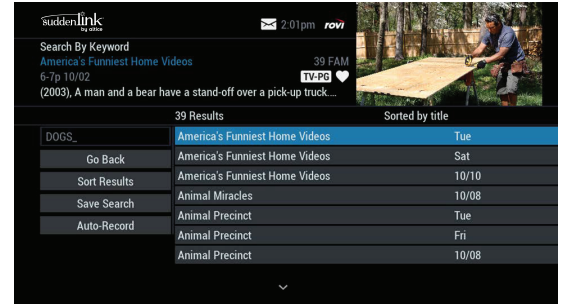 suddenlink
by altice
2:01pm rovi
Search By Keyword
America's Funniest Home Videos 39 FAM
6-7p 10/02 TV-PG
(2003), A man and a bear have a stand-off over a pick-up truck....
39 Results Sorted by title
DOGS_
Go Back
Sort Results
Save Search
Auto-Record
America's Funniest Home Videos Tue
America's Funniest Home Videos Sat
America's Funniest Home Videos 10/10
Animal Miracles 10/08
Animal Precinct Tue
Animal Precinct Fri
Animal Precinct 10/08